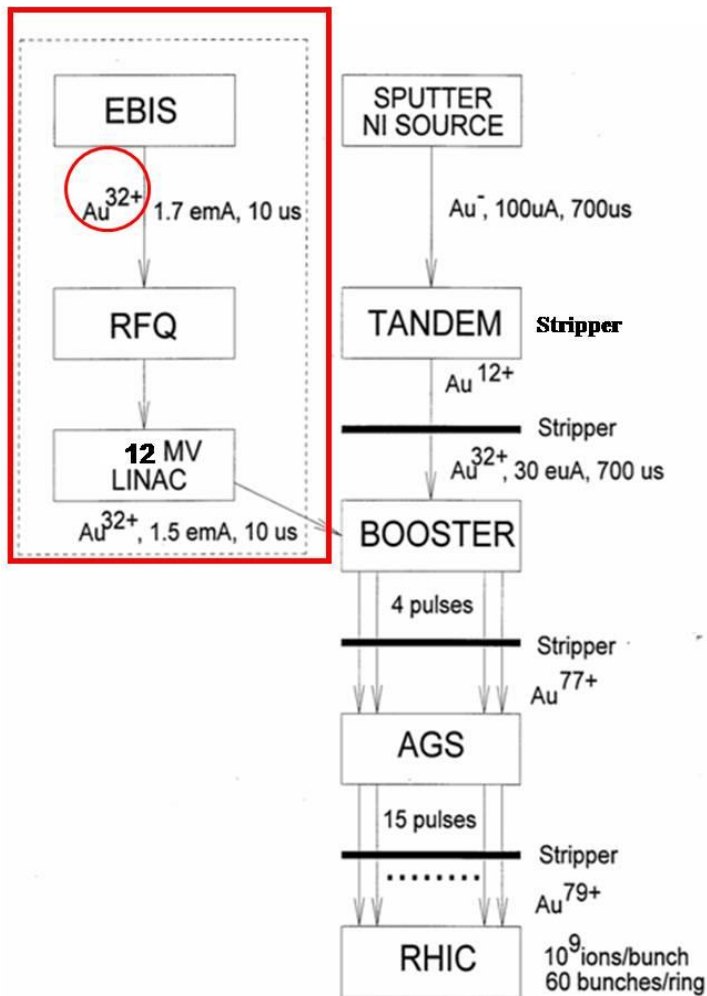 EBIS
Au32+ 1.7 emA, 10 us
RFQ
12 MV
LINAC
Au32+, 1.5 emA, 10 us
SPUTTER
NI SOURCE
Au-, 100uA, 700us
TANDEM
Stripper
Au 12+
Stripper
Au32+, 30 euA, 700 us
BOOSTER
4 pulses
Stripper
Au77+
AGS
15 pulses
Stripper
Au79+
RHIC
109ions/bunch
60 bunches/ring